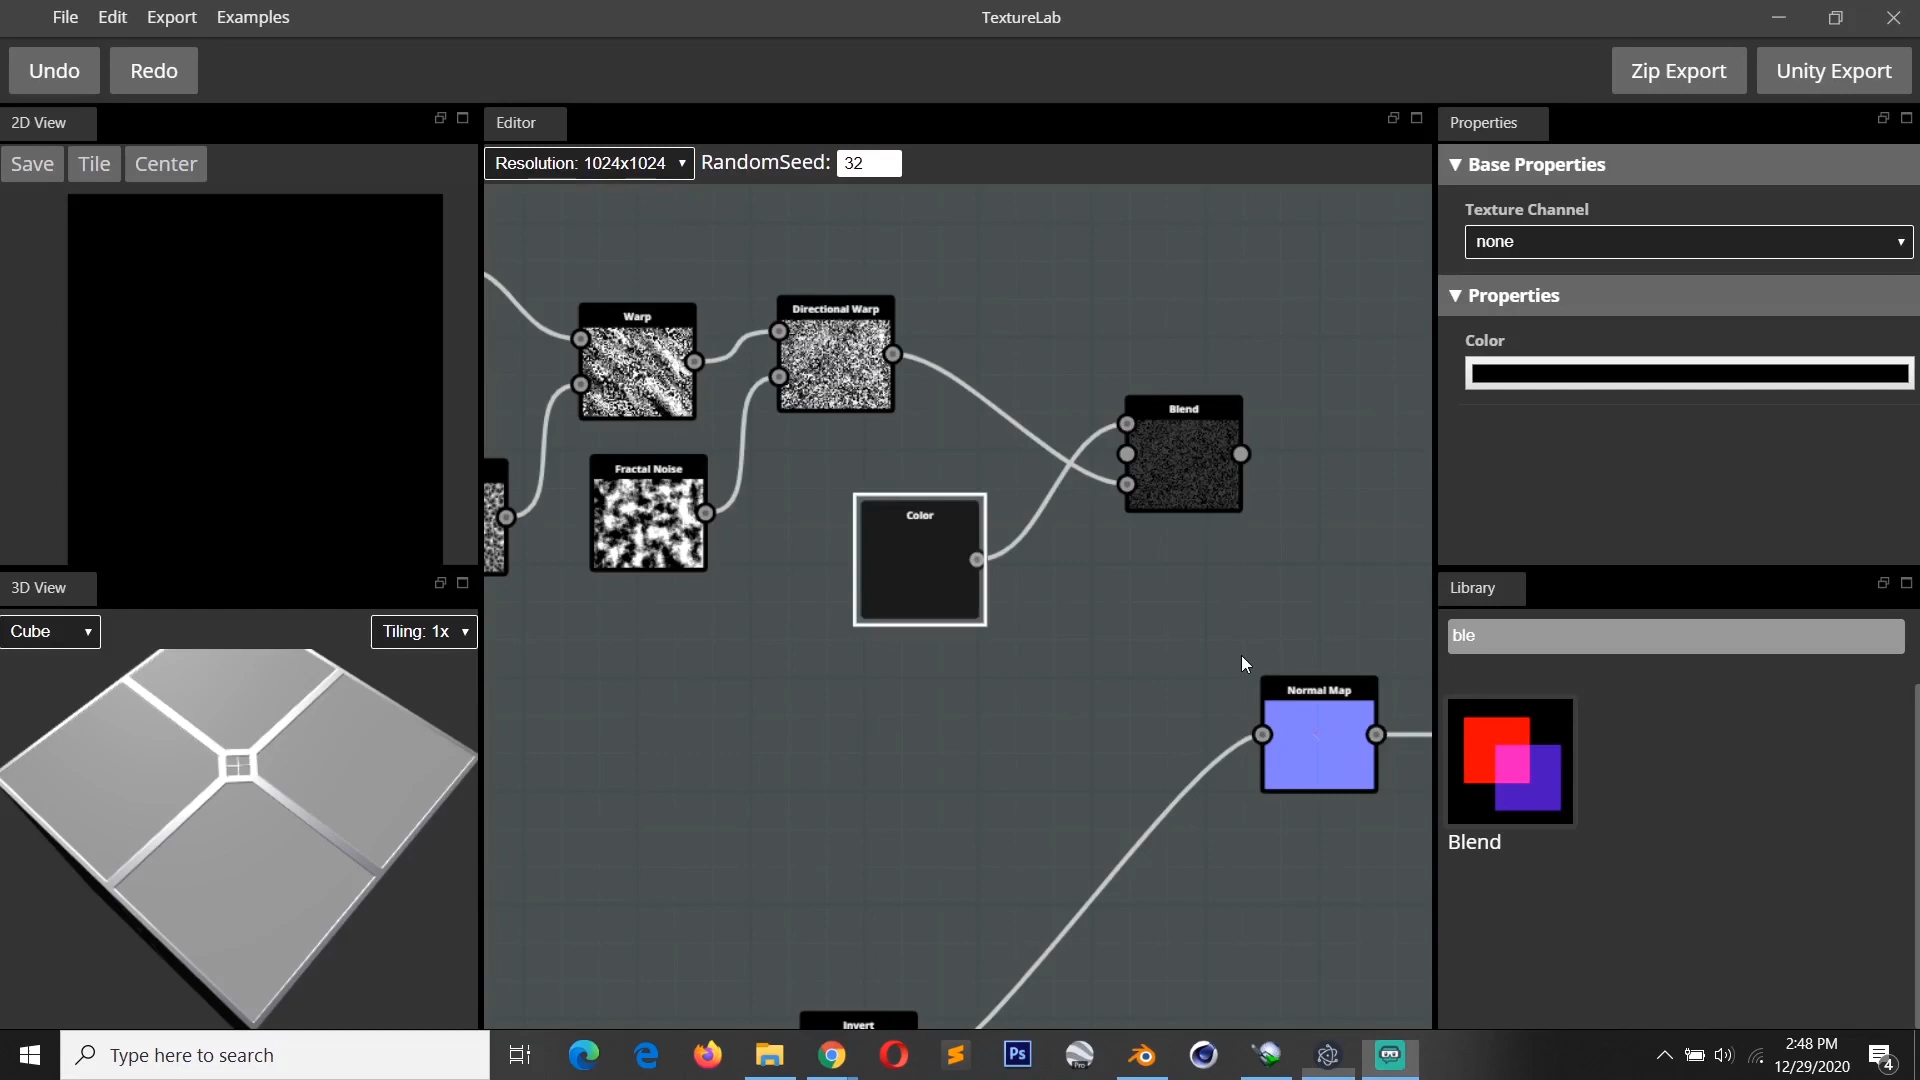 File Edit Export Examples
TextureLab
Undo Redo
Zip Export Unity Export
2D View
Editor
Properties
Save Tile Center
Resolution: 1024x1024
RandomSeed: 32
Base Properties
Texture Channel
none
Properties
Color
Warp
Directional Warp
Blend
Fractal Noise
Color
Normal Map
Invert
3D View
Cube
Tiling: 1x
Library
ble
Blend
Type here to search
Ps
Pro
2:48 PM
12/29/2020
4